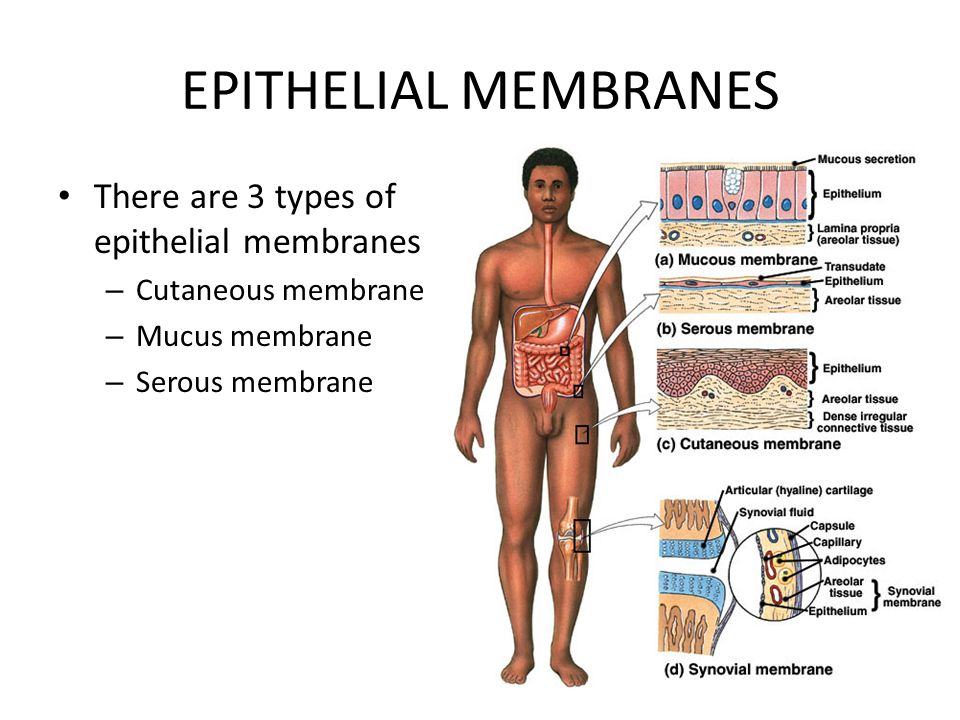 EPITHELIAL MEMBRANES
• There are 3 types of
epithelial membranes
– Cutaneous membrane
– Mucus membrane
– Serous membrane
Mucous secretion
Epithelium
Lamina propria
(areolar tissue)
(a) Mucous membrane
Transudate
Epithelium
Areolar tissue
(b) Serous membrane
Epithelium
Areolar tissue
Dense irregular
connective tissue
(c) Cutaneous membrane
Articular (hyaline) cartilage
Synovial fluid
Capsule
Capillary
Adipocytes
Areolar
tissue
Synovial
membrane
Epithelium
(d) Synovial membrane